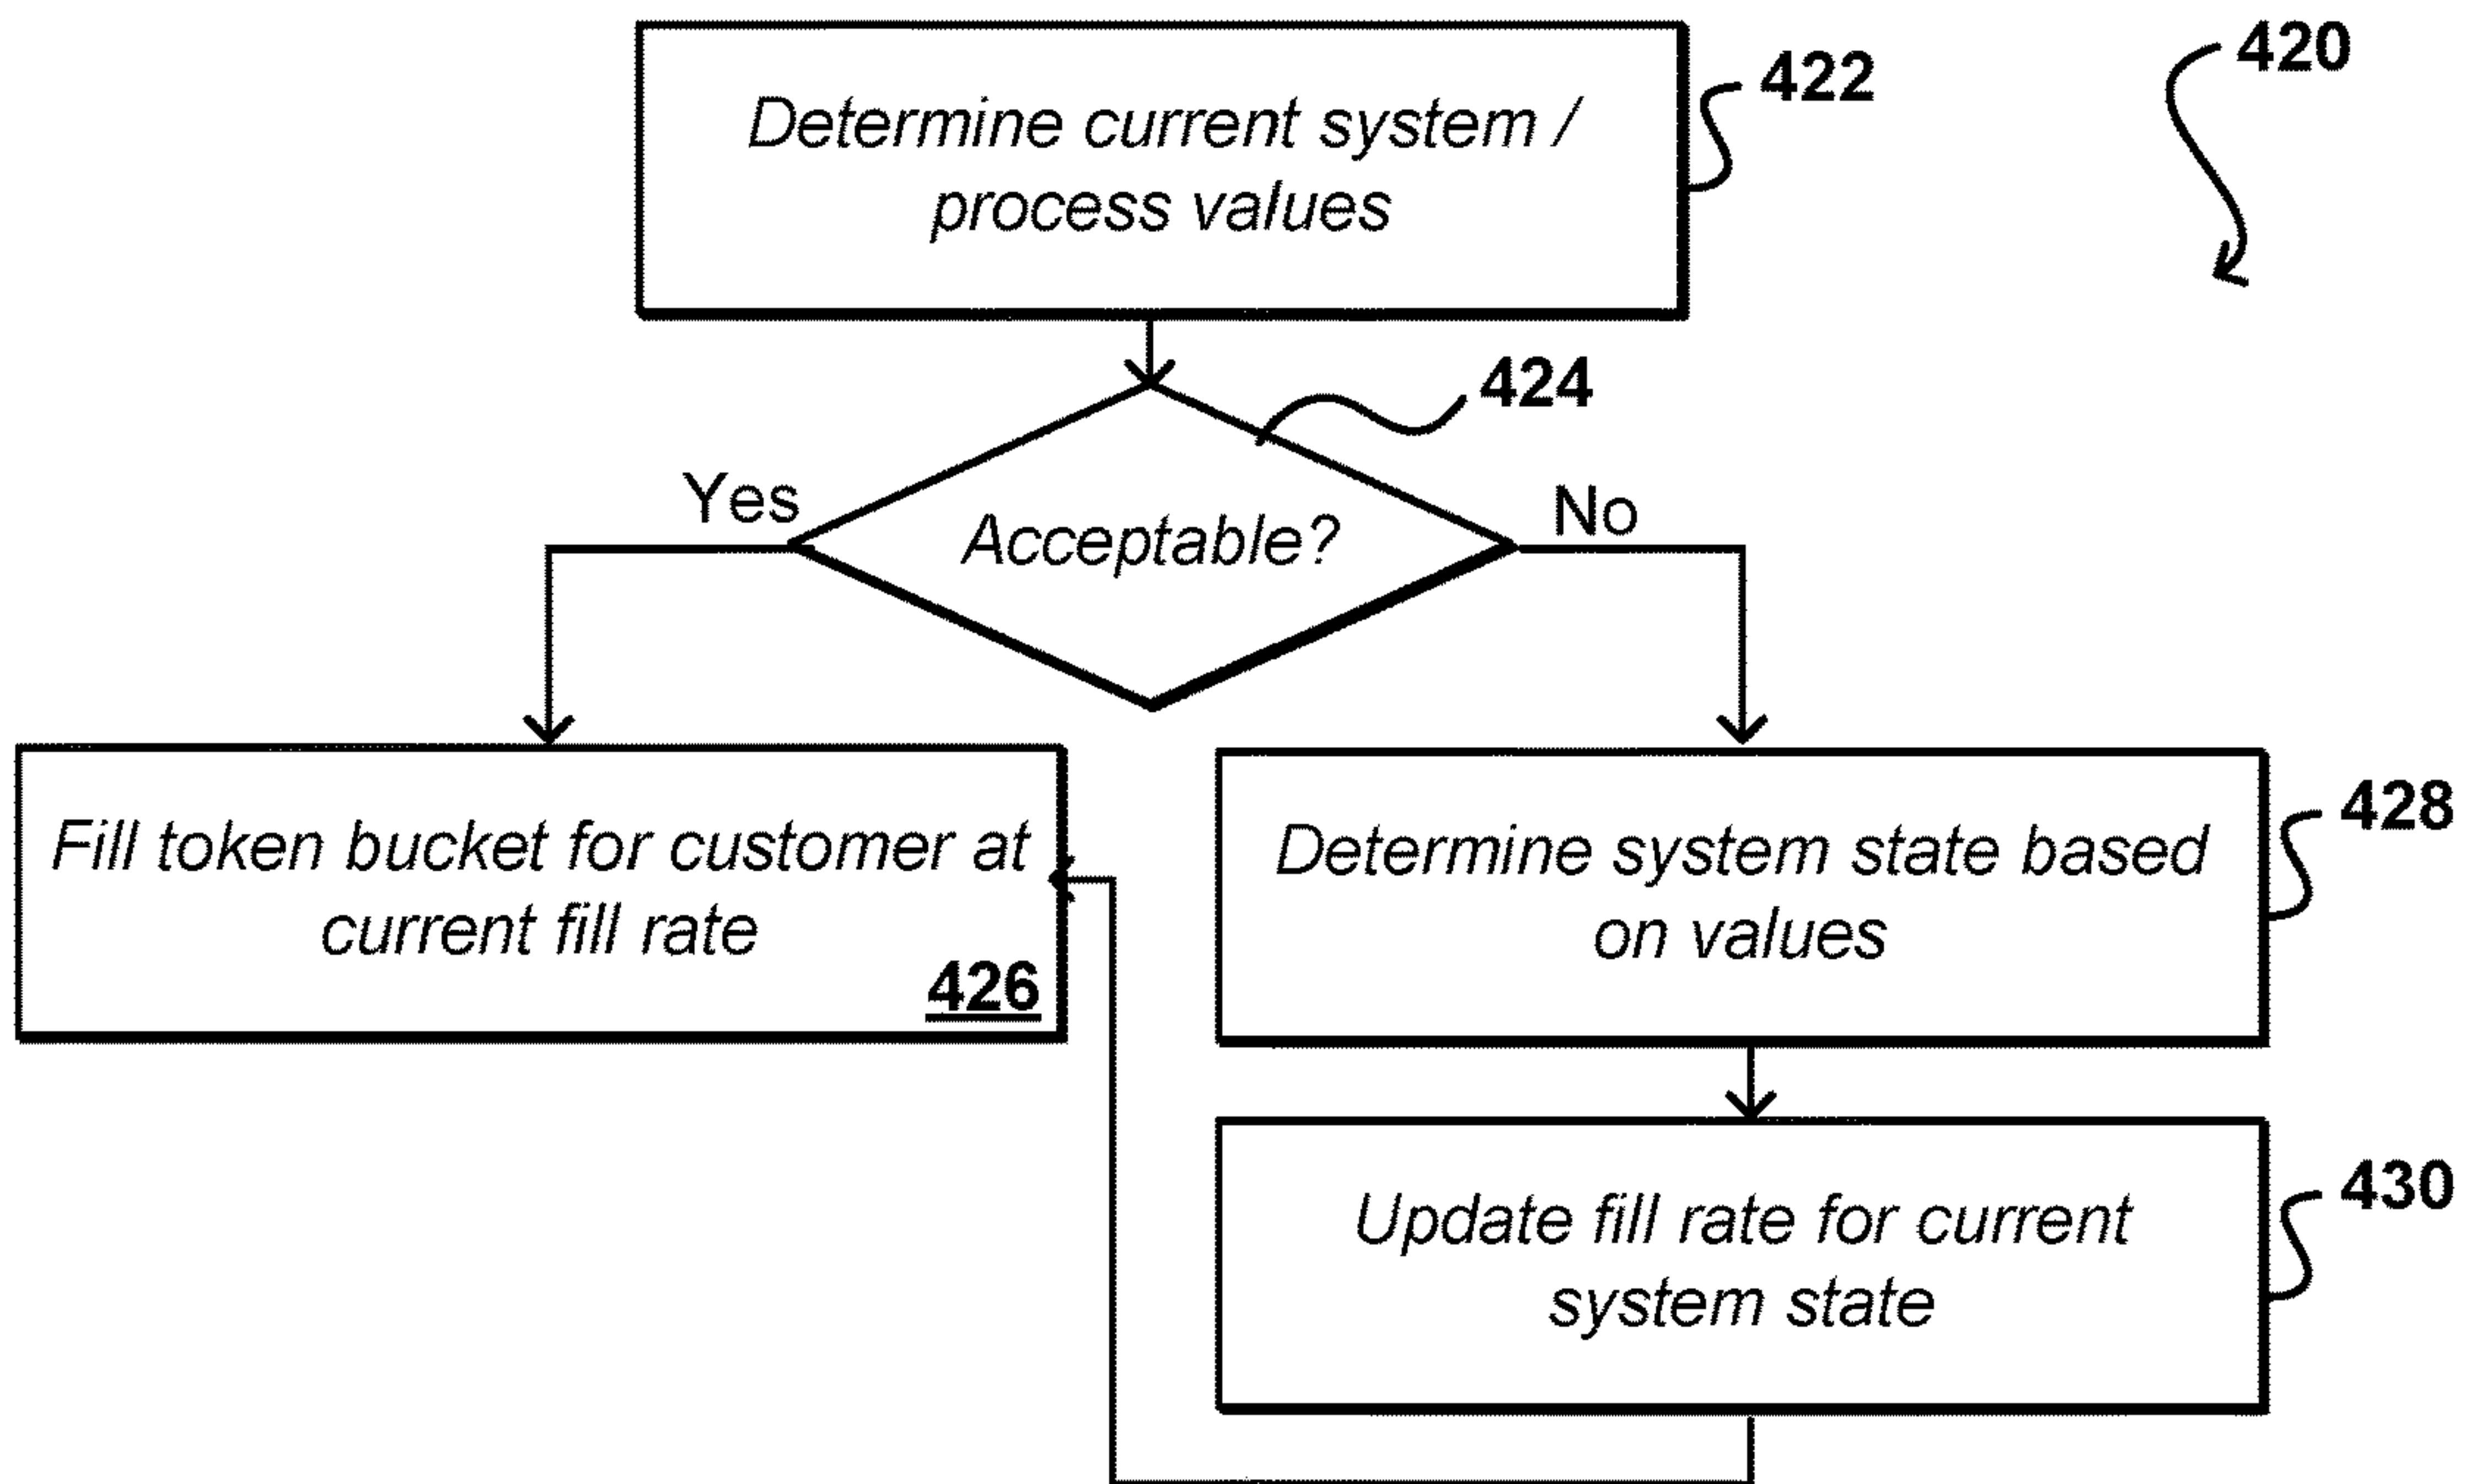 420
Determine current system /
process values
422
424
Yes
Acceptable?
No
Fill token bucket for customer at
current fill rate
426
Determine system state based
on values
428
Update fill rate for current
system state
430